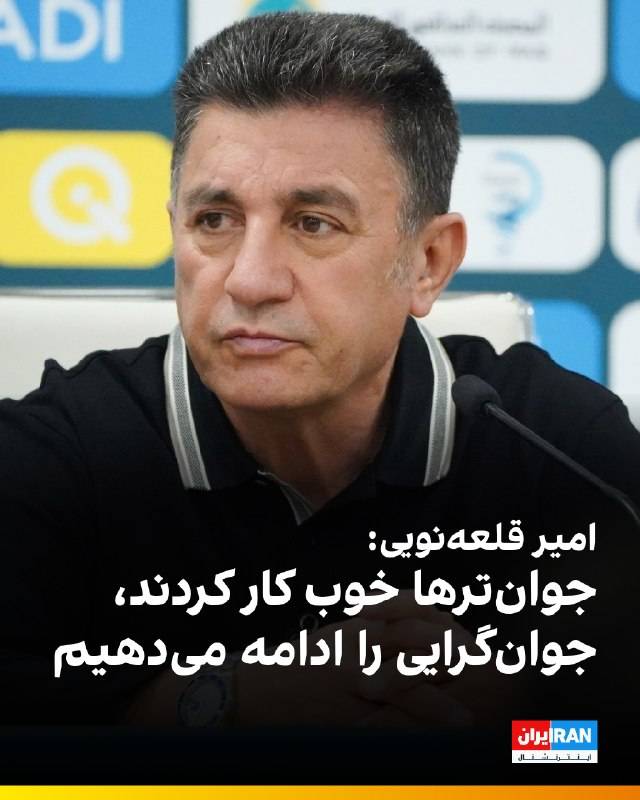 ADI
امیر قلعه‌نویی:
جوان‌ترها خوب کار کردند،
جوان‌گرایی را ادامه می‌دهیم
ایران IRAN
اینترنشنال